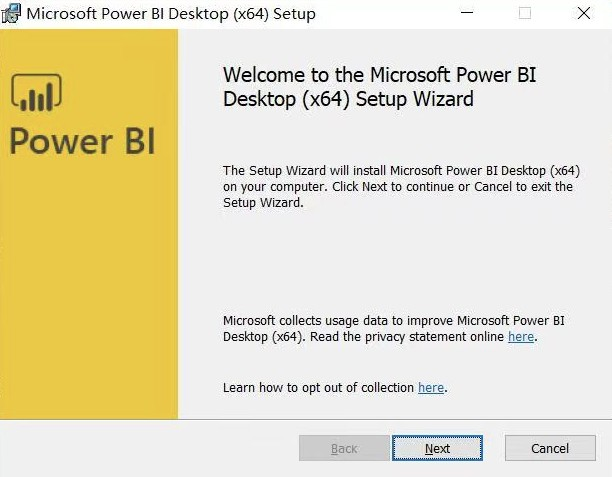 Microsoft Power BI Desktop (x64) Setup
Power BI
Welcome to the Microsoft Power BI
Desktop (x64) Setup Wizard
The Setup Wizard will install Microsoft Power BI Desktop (x64)
on your computer. Click Next to continue or Cancel to exit the
Setup Wizard.
Microsoft collects usage data to improve Microsoft Power BI
Desktop (x64). Read the privacy statement online here.
Learn how to opt out of collection here.
Back
Next
Cancel